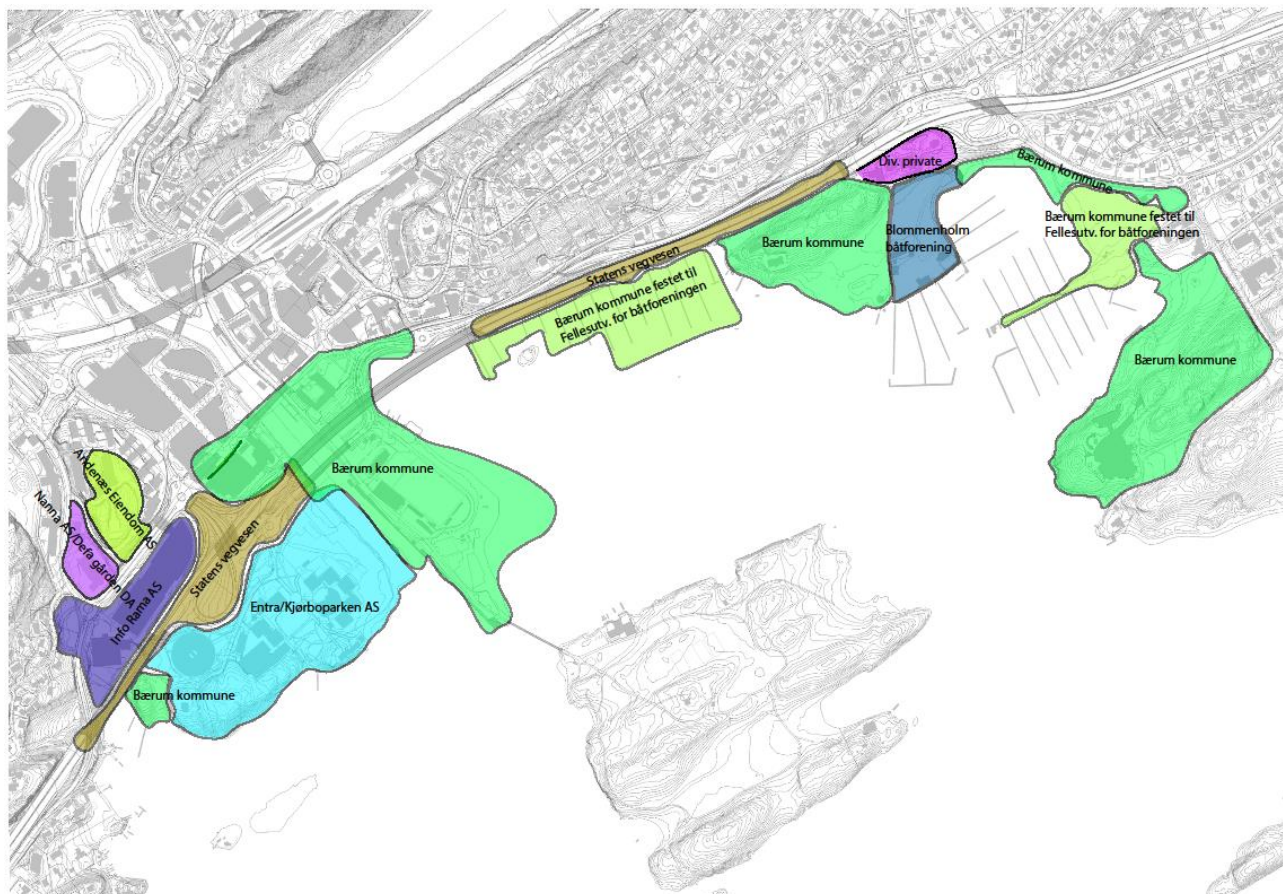 Div. private
Bærum kommune
Bærum kommune festet til
Fellesutv. for båtforeningen
Blommenholm
båtforening
Bærum kommune
Statens vegvesen
Bærum kommune festet til
Fellesutv. for båtforeningen
Bærum kommune
Bærum kommune
Andenæs Eiendom AS
Nanna AS/Defa gården DA
Info Rama AS
Statens vegvesen
Entra/Kjørboparken AS
Bærum kommune